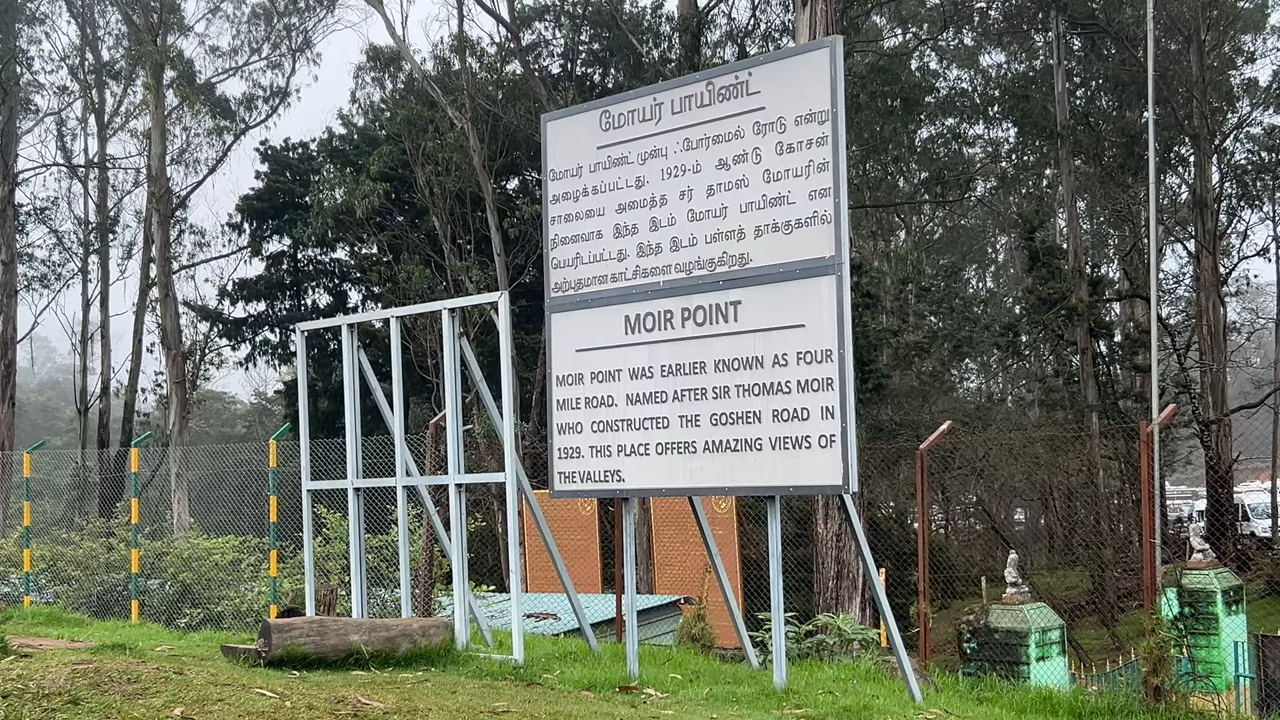 மோயர் பாயிண்ட்
மோயர் பாயிண்ட் முன்பு ஃபோர்மைல் ரோடு என்று
அழைக்கப்பட்டது. 1929-ம் ஆண்டு கோசன்
சாலையை அமைத்த சர் தாமஸ் மோயரின்
நினைவாக இந்த இடம் மோயர் பாயிண்ட் என
பெயரிடப்பட்டது. இந்த இடம் பள்ளத் தாக்குகளில்
அற்புதமான காட்சிகளை வழங்குகிறது.
MOIR POINT
MOIR POINT WAS EARLIER KNOWN AS FOUR
MILE ROAD. NAMED AFTER SIR THOMAS MOIR
WHO CONSTRUCTED THE GOSHEN ROAD IN
1929. THIS PLACE OFFERS AMAZING VIEWS OF
THE VALLEYS.